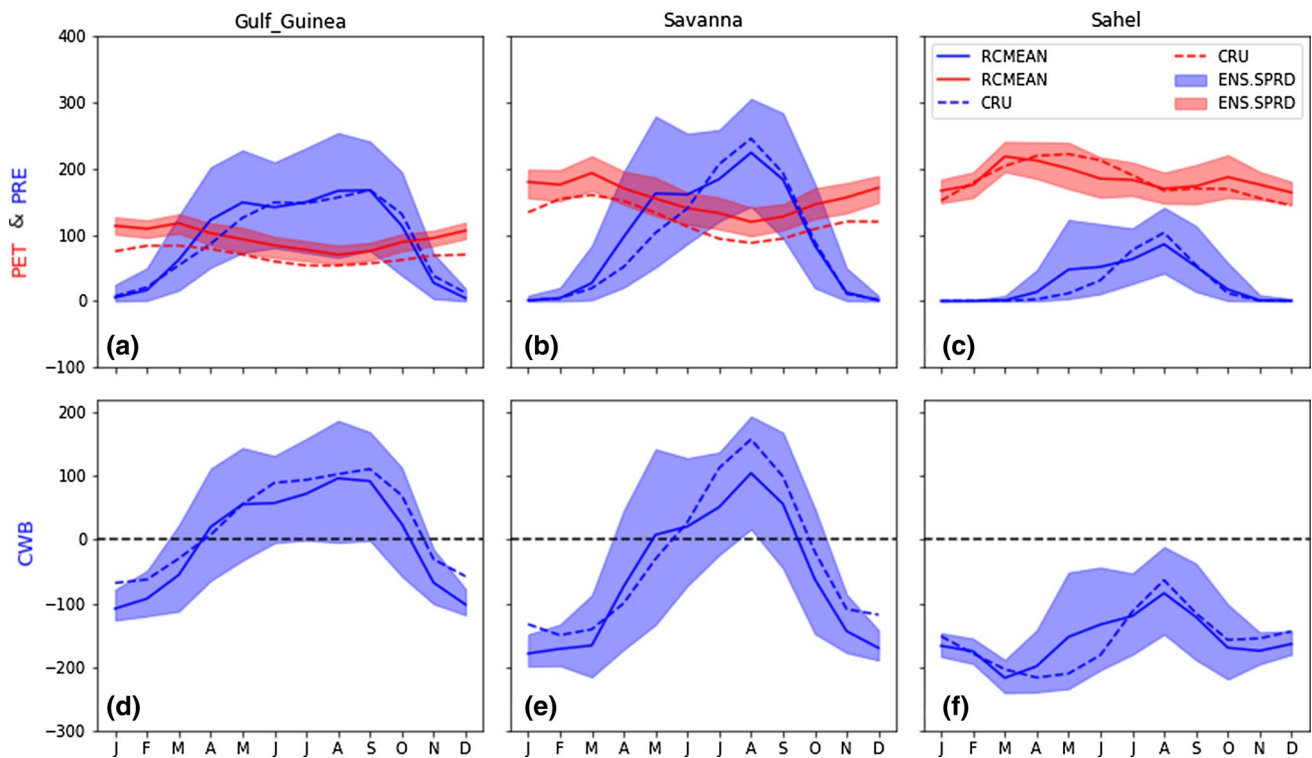 Gulf_Guinea
Savanna
Sahel
PET & PRE
400
300
200
100
0
-100
(a)
(b)
RCMEAN
RCMEAN
CRU
CRU
ENS.SPRD
ENS.SPRD
(c)
CWB
200
100
0
-100
-200
-300
(d)
J F M A M J J A S O N D
(e)
J F M A M J J A S O N D
(f)
J F M A M J J A S O N D